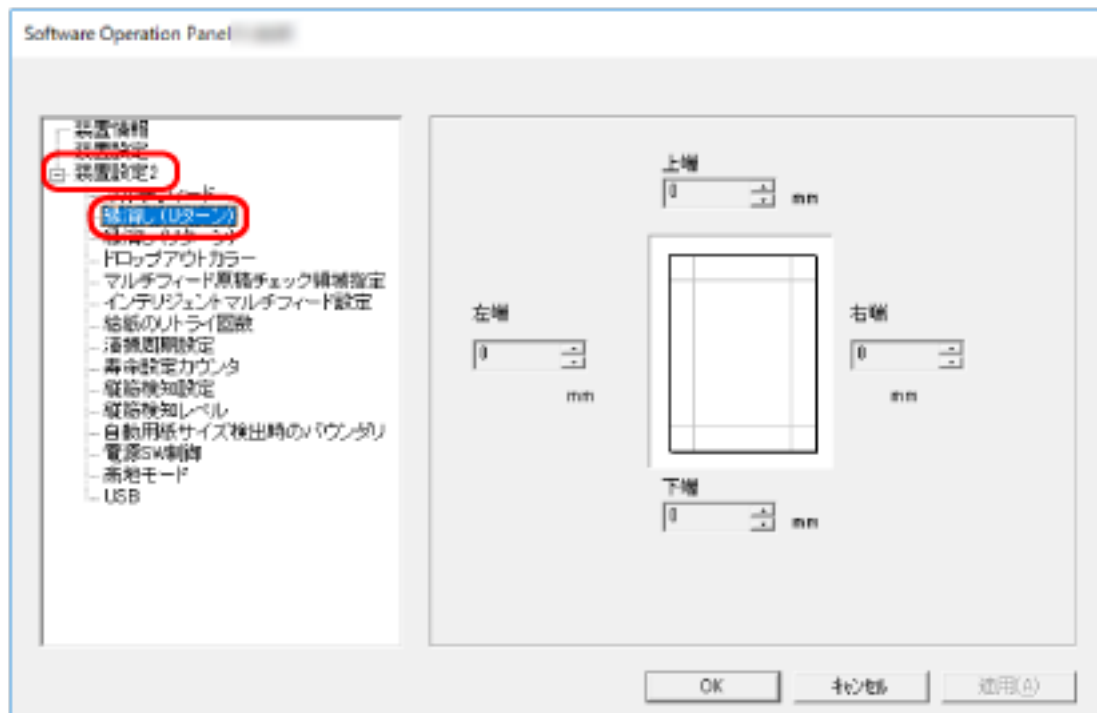 Software Operation Panel
装置情報
装置設定
装置設定2
縁消し(Uターン)
ドロップアウトカラー
マルチフィード原稿チェック領域指定
インテリジェントマルチフィード設定
給紙のリトライ回数
清掃周期設定
寿命設定カウンタ
縦筋検知設定
縦筋検知レベル
自動用紙サイズ検出時のバウンダリ
電源SW制御
高地モード
USB
上端
0 mm
左端
0
mm
右端
0
mm
下端
0 mm
OK
キャンセル
適用(A)